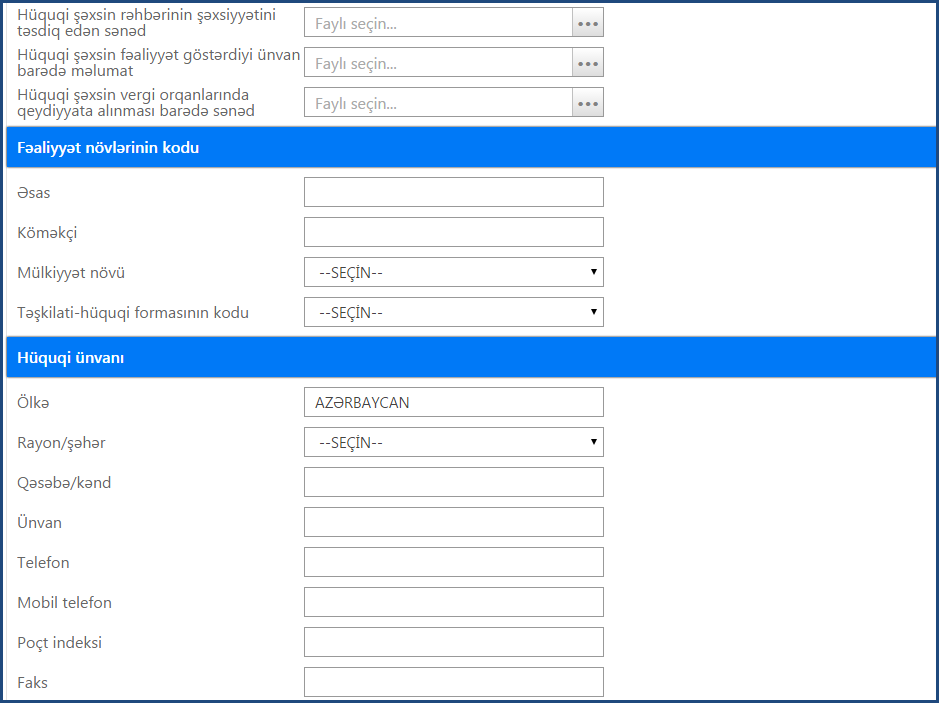 Hüquqi şəxsin rəhbərinin şəxsiyyətini
təsdiq edən sənəd
Faylı seçin...
Hüquqi şəxsin fəaliyyət göstərdiyi ünvan
barədə məlumat
Faylı seçin...
Hüquqi şəxsin vergi orqanlarında
qeydiyyata alınması barədə sənəd
Faylı seçin...
Fəaliyyət növlərinin kodu
Əsas
Köməkçi
Mülkiyyət növü
--SEÇİN--
Təşkilati-hüquqi formasının kodu
--SEÇİN--
Hüquqi ünvanı
Ölkə
AZƏRBAYCAN
Rayon/şəhər
--SEÇİN--
Qəsəbə/kənd
Ünvan
Telefon
Mobil telefon
Poçt indeksi
Faks